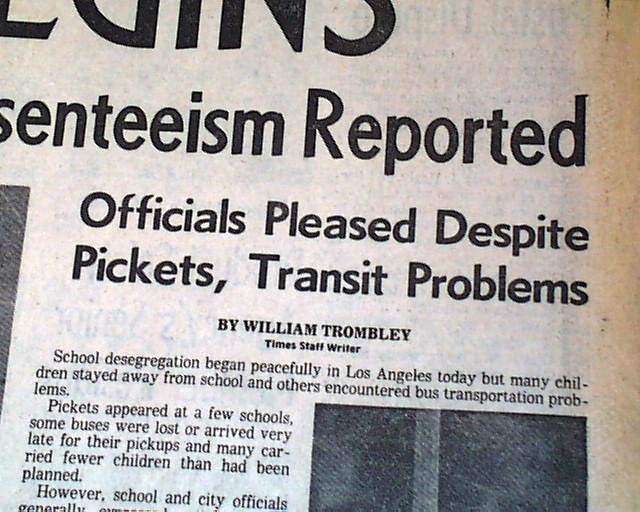 senteeism Reported
Officials Pleased Despite
Pickets, Transit Problems
BY WILLIAM TROMBLEY
Times Staff Writer
School desegregation began peacefully in Los Angeles today but many chil-
dren stayed away from school and others encountered bus transportation prob-
lems.
Pickets appeared at a few schools,
some buses were lost or arrived very
late for their pickups and many car-
ried fewer children than had been
planned.
However, school and city officials
generally